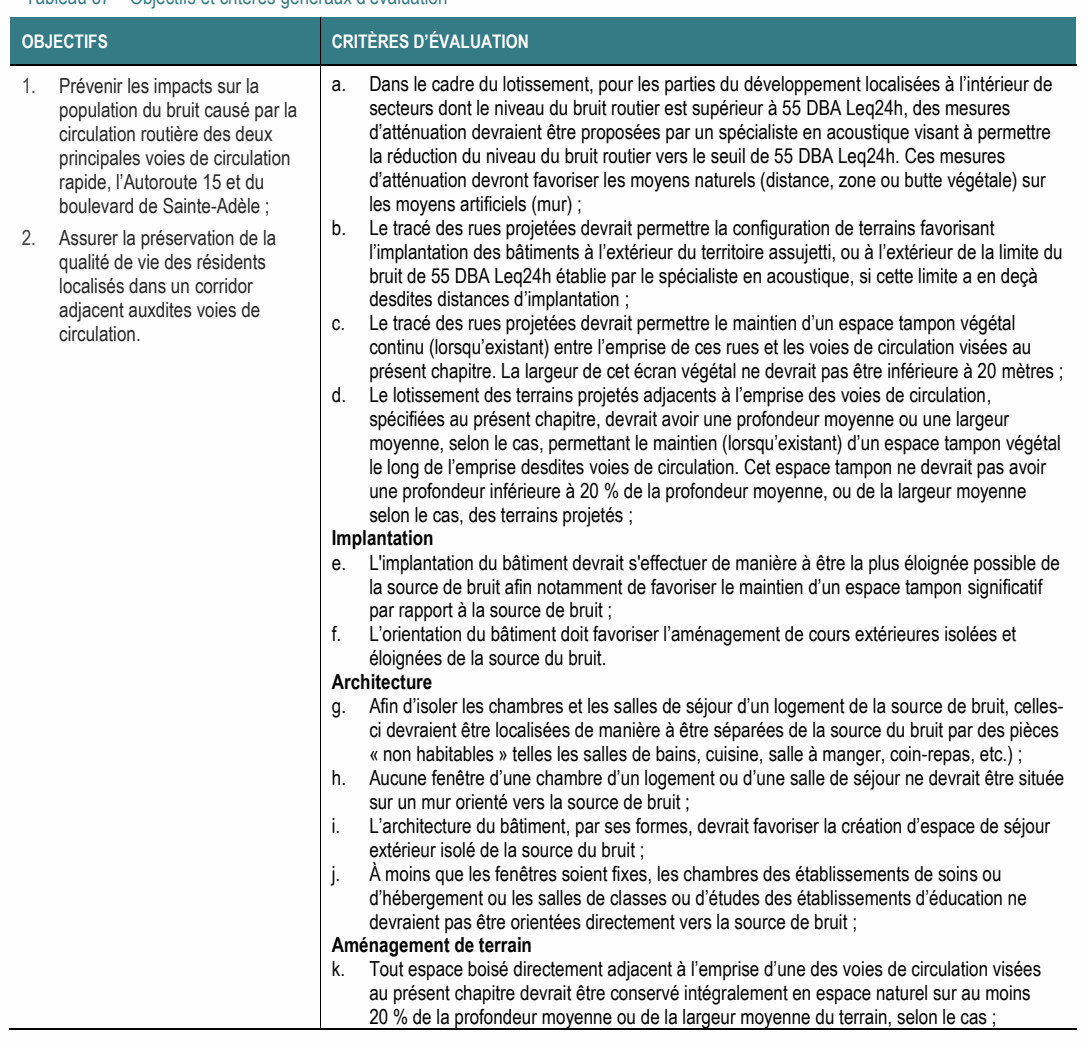 Tableau 37 – Objectifs et critères généraux d'évaluation
OBJECTIFS
CRITÈRES D'ÉVALUATION
1. Prévenir les impacts sur la
population du bruit causé par la
circulation routière des deux
principales voies de circulation
rapide, l'Autoroute 15 et du
boulevard de Sainte-Adèle ;
2. Assurer la préservation de la
qualité de vie des résidents
localisés dans un corridor
adjacent auxdites voies de
circulation.
a. Dans le cadre du lotissement, pour les parties du développement localisées à l'intérieur de
secteurs dont le niveau du bruit routier est supérieur à 55 DBA Leq24h, des mesures
d'atténuation devraient être proposées par un spécialiste en acoustique visant à permettre
la réduction du niveau du bruit routier vers le seuil de 55 DBA Leq24h. Ces mesures
d'atténuation devront favoriser les moyens naturels (distance, zone ou butte végétale) sur
les moyens artificiels (mur) ;
b. Le tracé des rues projetées devrait permettre la configuration de terrains favorisant
l'implantation des bâtiments à l'extérieur du territoire assujetti, ou à l'extérieur de la limite du
bruit de 55 DBA Leq24h établie par le spécialiste en acoustique, si cette limite a en deçà
desdites distances d'implantation ;
c. Le tracé des rues projetées devrait permettre le maintien d'un espace tampon végétal
continu (lorsqu'existant) entre l'emprise de ces rues et les voies de circulation visées au
présent chapitre. La largeur de cet écran végétal ne devrait pas être inférieure à 20 mètres ;
d. Le lotissement des terrains projetés adjacents à l'emprise des voies de circulation,
spécifiées au présent chapitre, devrait avoir une profondeur moyenne ou une largeur
moyenne, selon le cas, permettant le maintien (lorsqu'existant) d'un espace tampon végétal
le long de l'emprise desdites voies de circulation. Cet espace tampon ne devrait pas avoir
une profondeur inférieure à 20 % de la profondeur moyenne, ou de la largeur moyenne
selon le cas, des terrains projetés ;
Implantation
e. L'implantation du bâtiment devrait s'effectuer de manière à être la plus éloignée possible de
la source de bruit afin notamment de favoriser le maintien d'un espace tampon significatif
par rapport à la source de bruit ;
f. L'orientation du bâtiment doit favoriser l'aménagement de cours extérieures isolées et
éloignées de la source du bruit.
Architecture
g. Afin d'isoler les chambres et les salles de séjour d'un logement de la source de bruit, celles-
ci devraient être localisées de manière à être séparées de la source du bruit par des pièces
« non habitables » telles les salles de bains, cuisine, salle à manger, coin-repas, etc.) ;
h. Aucune fenêtre d'une chambre d'un logement ou d'une salle de séjour ne devrait être située
sur un mur orienté vers la source de bruit ;
i. L'architecture du bâtiment, par ses formes, devrait favoriser la création d'espace de séjour
extérieur isolé de la source du bruit ;
j. À moins que les fenêtres soient fixes, les chambres des établissements de soins ou
d'hébergement ou les salles de classes ou d'études des établissements d'éducation ne
devraient pas être orientées directement vers la source de bruit ;
Aménagement de terrain
k. Tout espace boisé directement adjacent à l'emprise d'une des voies de circulation visées
au présent chapitre devrait être conservé intégralement en espace naturel sur au moins
20 % de la profondeur moyenne ou de la largeur moyenne du terrain, selon le cas ;